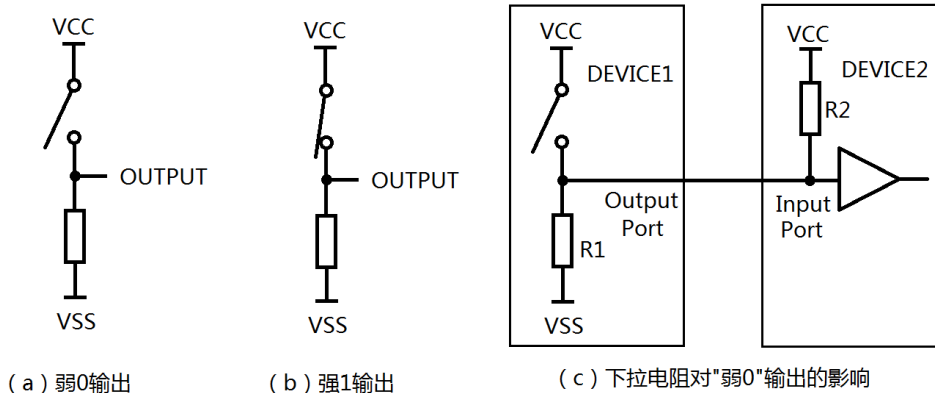 VCC
OUTPUT
VSS
(a)弱0输出
VCC
OUTPUT
VSS
(b)强1输出
VCC
DEVICE1
Output
Port
R1
VSS
VCC
DEVICE2
R2
Input
Port
(c)下拉电阻对"弱0"输出的影响